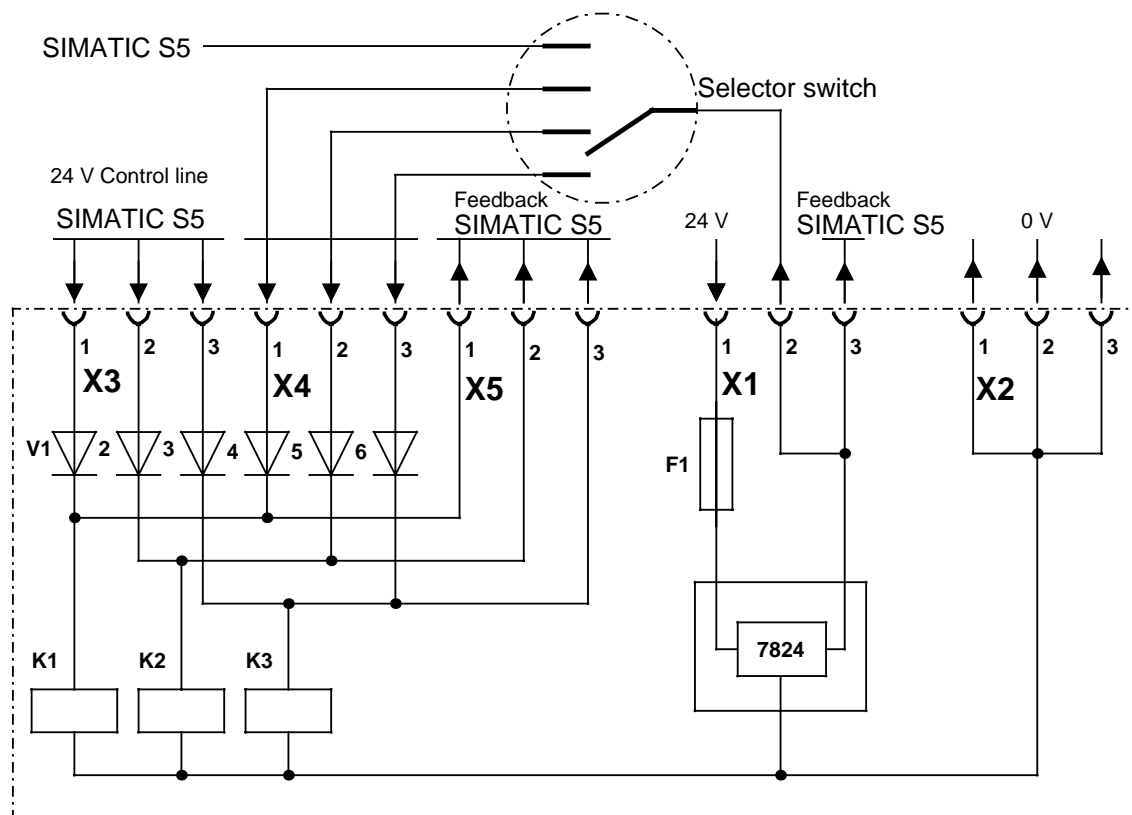 SIMATIC S5
Selector switch
24 V Control line
SIMATIC S5
Feedback
SIMATIC S5
24 V
Feedback
SIMATIC S5
0 V
1 2 3 1 2 3 1 2 3 1 2 3 1 2 3
X3 X4 X5 X1 X2
V1 2 3 4 5 6
F1
7824
K1 K2 K3